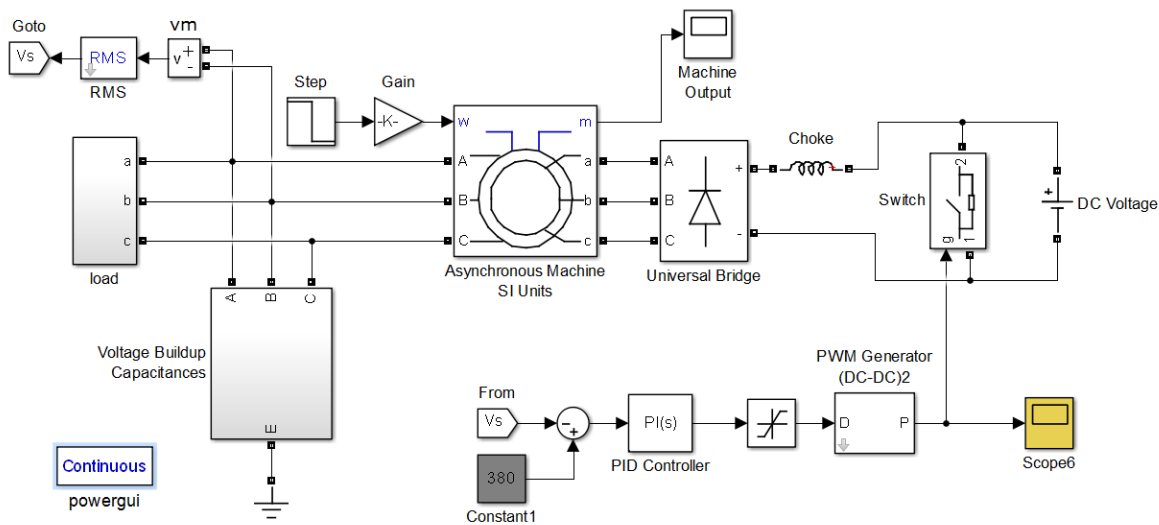 Goto
vm
Vs
RMS
v
+
-
RMS
Step
Gain
-K-
Machine
Output
w
m
a
A
a
A
+
b
B
b
B
c
C
c
C
-
load
Asynchronous Machine
SI Units
Universal Bridge
Choke
Switch
2
g
1
+
DC Voltage
A
B
C
Voltage Buildup
Capacitances
E
Continuous
powergui
From
Vs
-
+
380
Constant1
PI(s)
PID Controller
PWM Generator
(DC-DC)2
D
P
Scope6